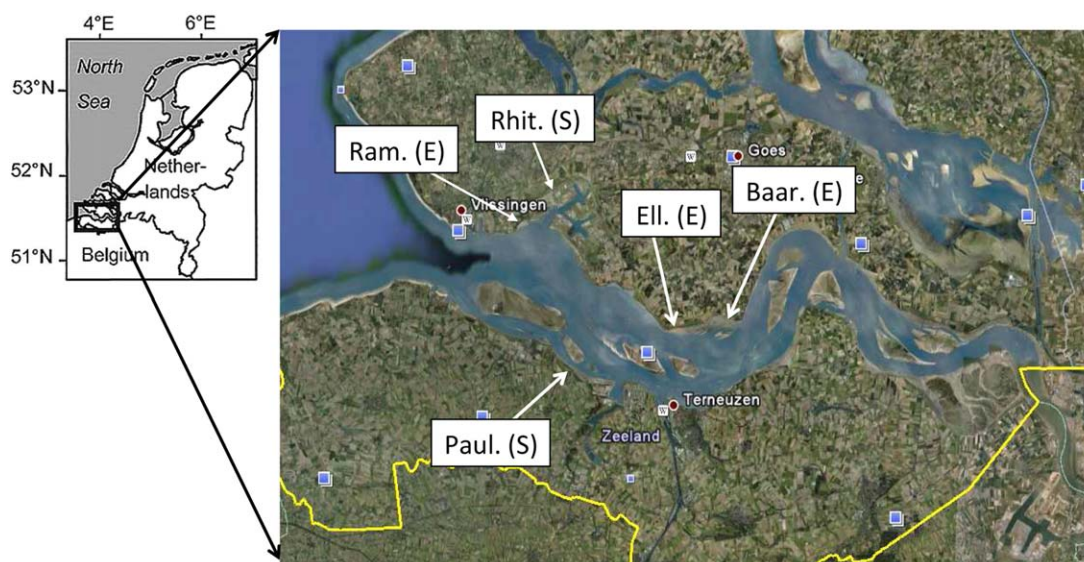 4°E 6°E
North
Sea
53°N
52°N
Nether-
lands
51°N
Belgium
Rhit. (S)
Ram. (E)
W
W
Goes
Baar. (E)
e
Vlissingen
W
Ell. (E)
Terneuzen
W
Zeeland
Paul. (S)